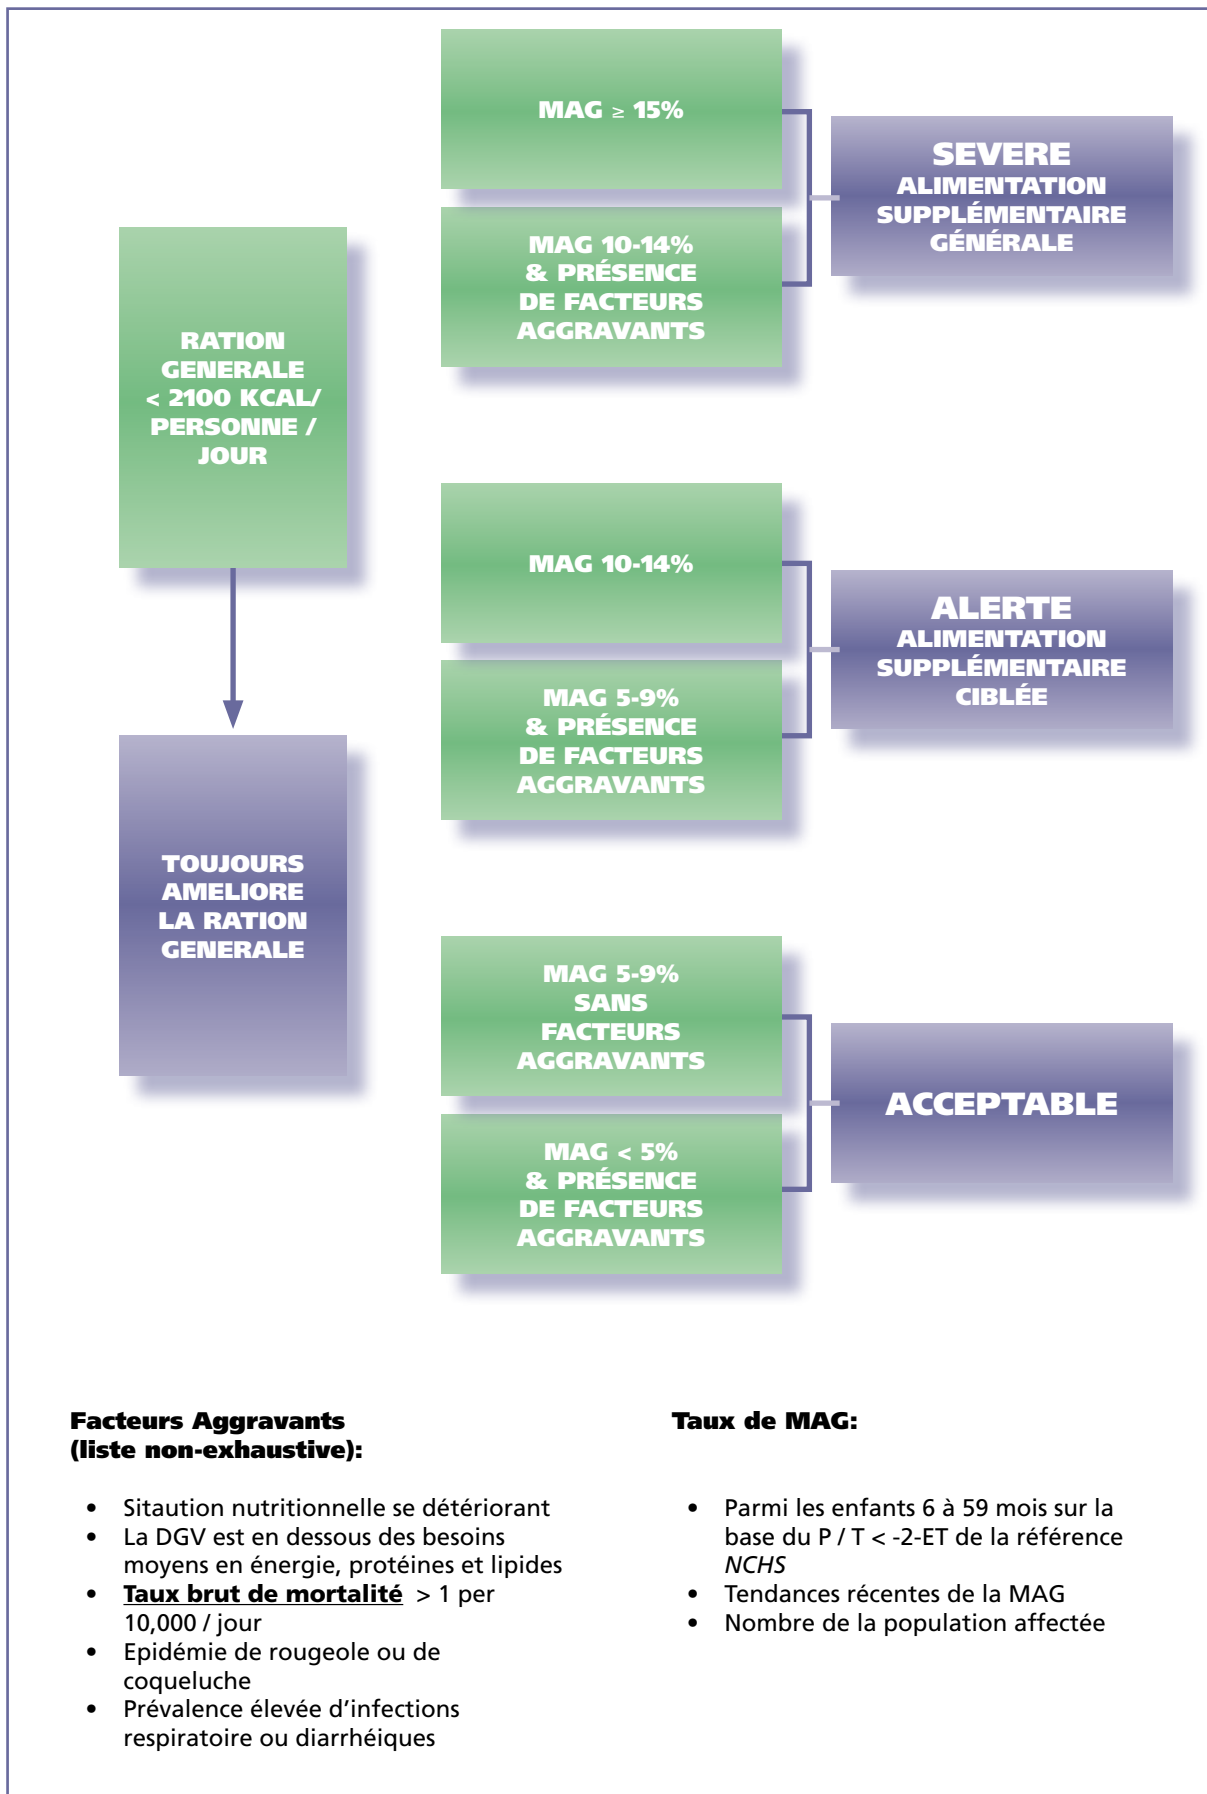 RATION
GENERALE
< 2100 KCAL/
PERSONNE /
JOUR
TOUJOURS
AMELIORE
LA RATION
GENERALE
MAG ≥ 15%
MAG 10-14%
& PRÉSENCE
DE FACTEURS
AGGRAVANTS
SEVERE
ALIMENTATION
SUPPLÉMENTAIRE
GÉNÉRALE
MAG 10-14%
MAG 5-9%
& PRÉSENCE
DE FACTEURS
AGGRAVANTS
ALERTE
ALIMENTATION
SUPPLÉMENTAIRE
CIBLÉE
MAG 5-9%
SANS
FACTEURS
AGGRAVANTS
MAG < 5%
& PRÉSENCE
DE FACTEURS
AGGRAVANTS
ACCEPTABLE
Facteurs Aggravants
(liste non-exhaustive):
• Sitaution nutritionnelle se détériorant
• La DGV est en dessous des besoins
moyens en énergie, protéines et lipides
• Taux brut de mortalité > 1 per
10,000 / jour
• Epidémie de rougeole ou de
coqueluche
• Prévalence élevée d’infections
respiratoire ou diarrhéiques
Taux de MAG:
• Parmi les enfants 6 à 59 mois sur la
base du P / T < -2-ET de la référence
NCHS
• Tendances récentes de la MAG
• Nombre de la population affectée